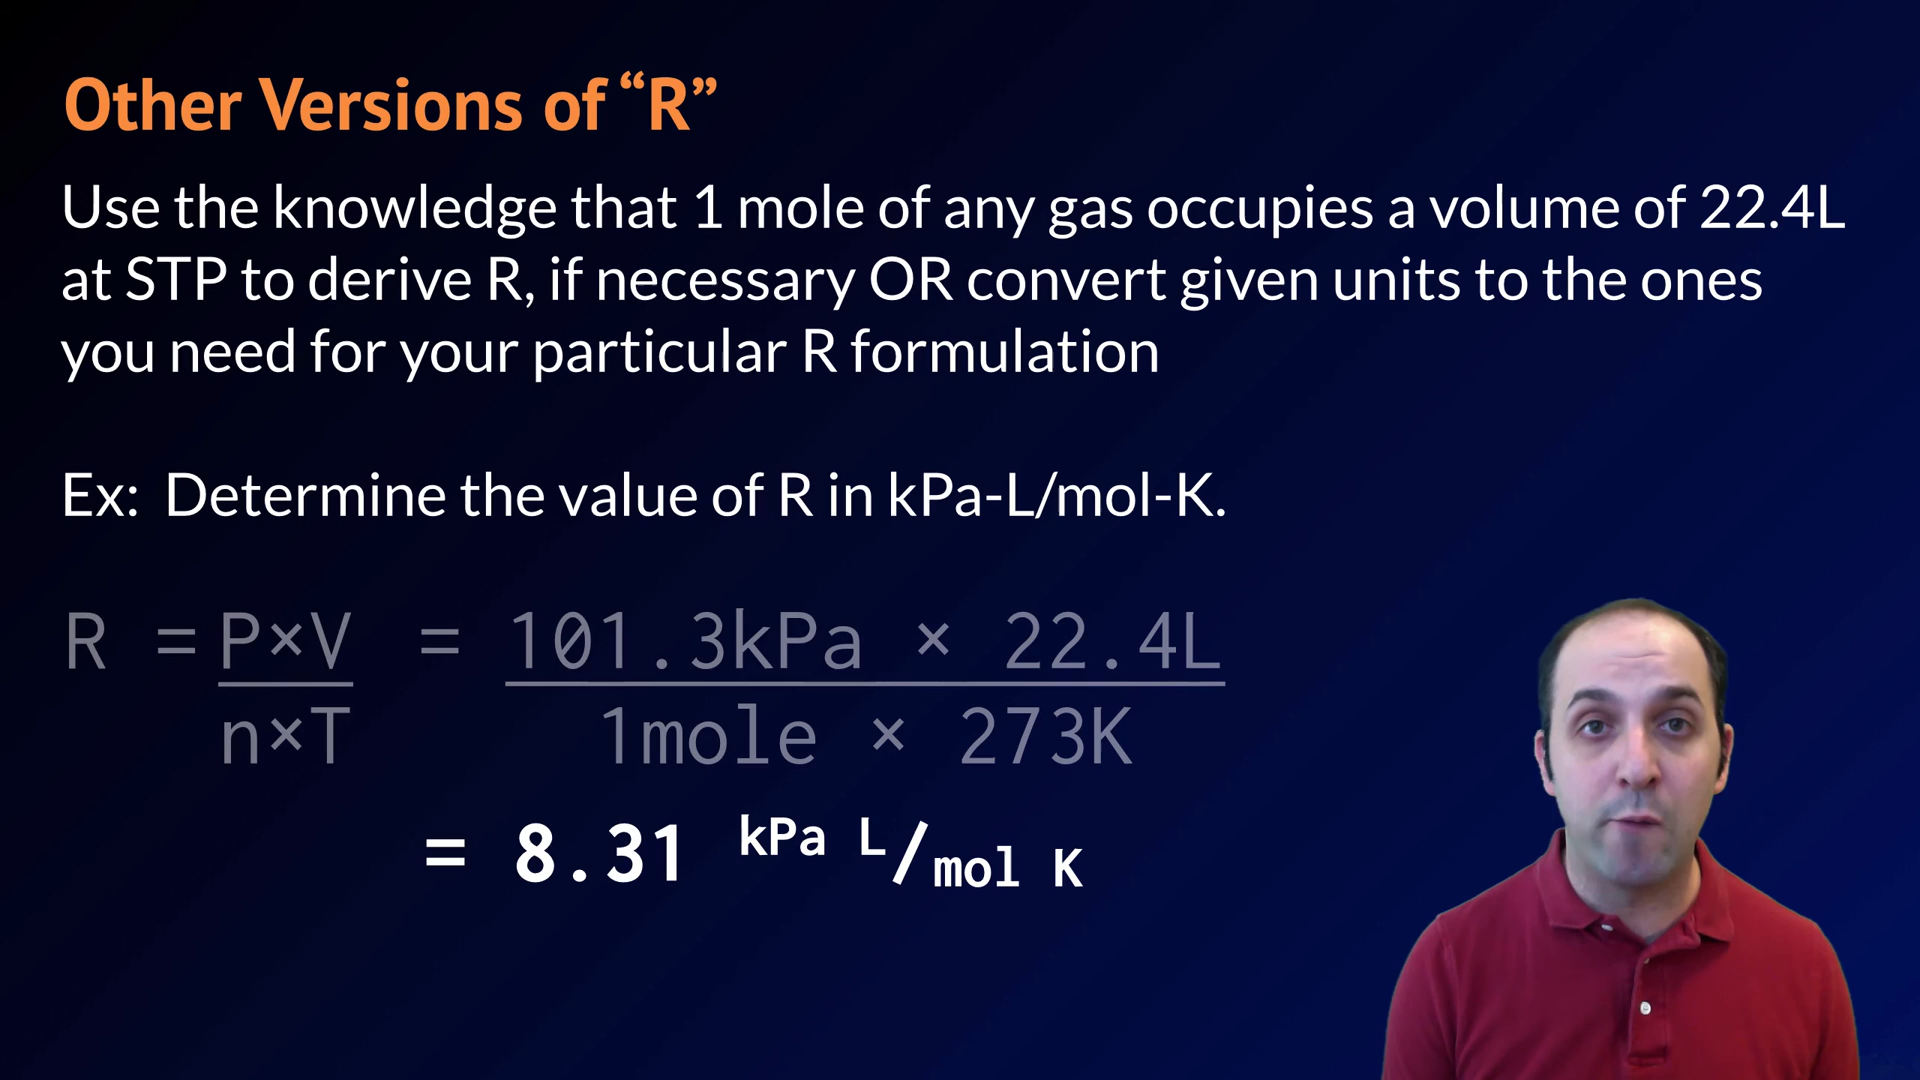 Other Versions of “R”
Use the knowledge that 1 mole of any gas occupies a volume of 22.4L
at STP to derive R, if necessary OR convert given units to the ones
you need for your particular R formulation
Ex: Determine the value of R in kPa-L/mol-K.
R = P×V = 101.3kPa × 22.4L
n×T 1mole × 273K
= 8.31 kPa L/mol K